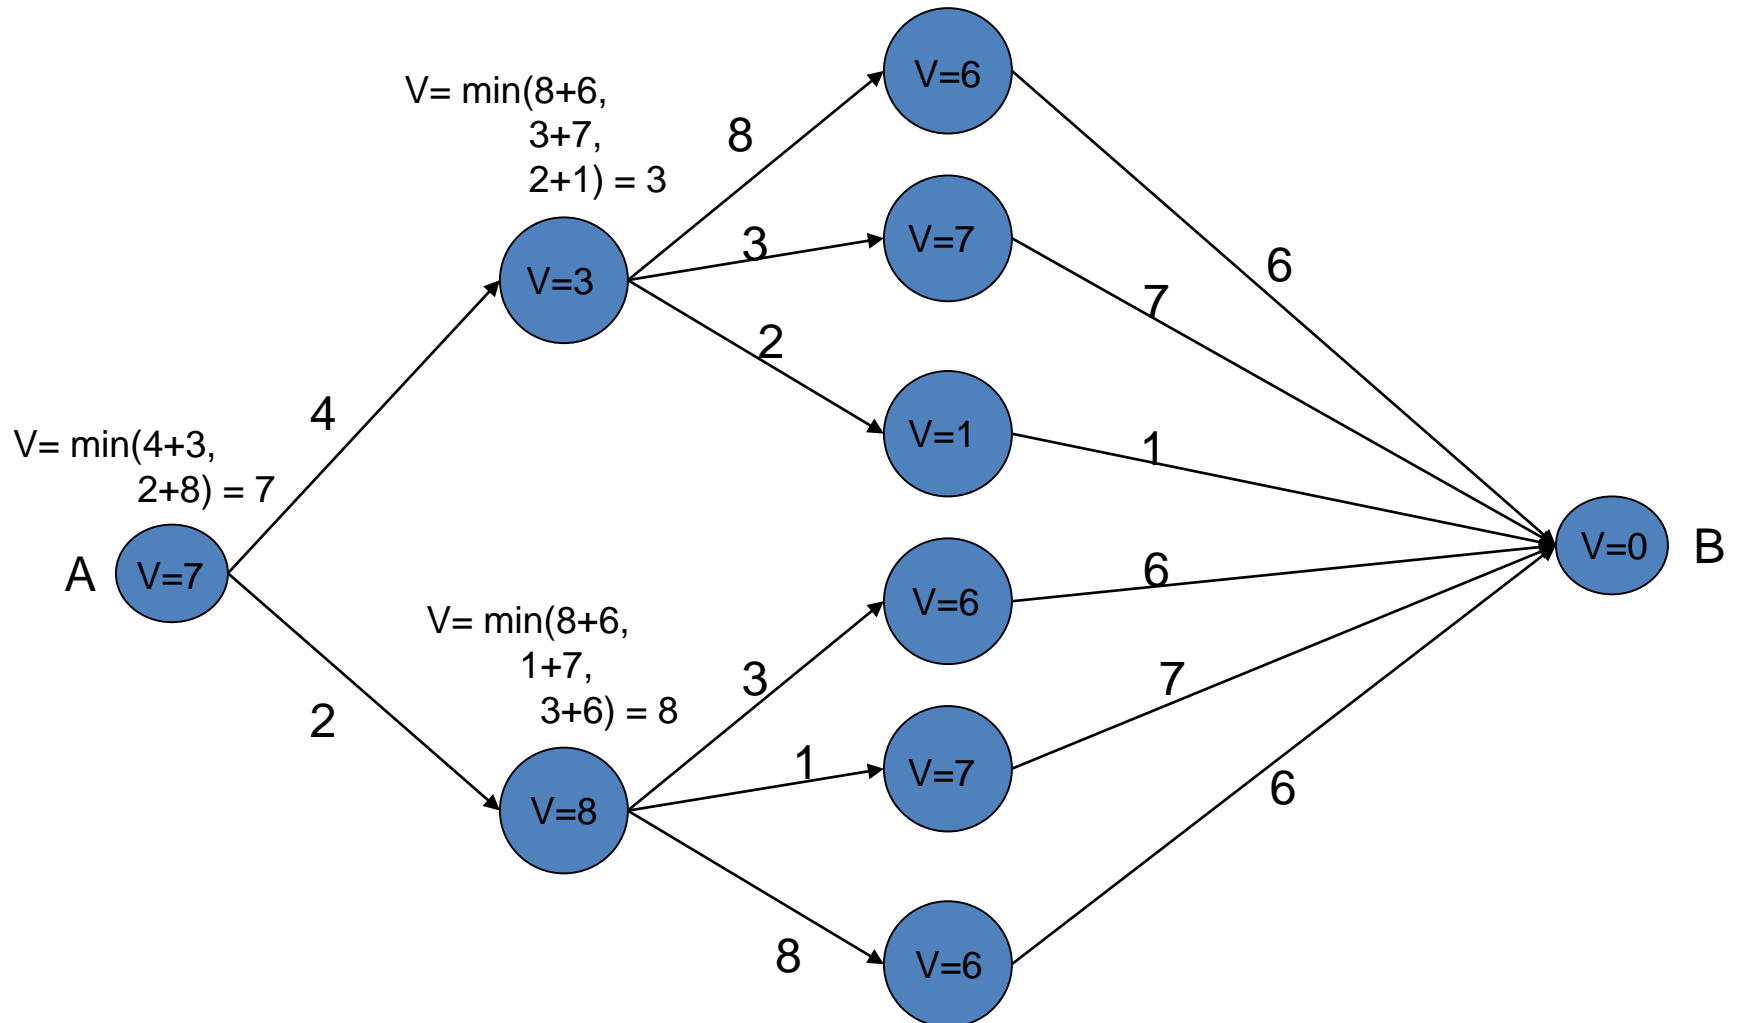 V= min(8+6,
3+7,
2+1) = 3
V=6
8
V=7
3
V=3
6
7
2
4
V=1
1
V= min(4+3,
2+8) = 7
A
V=7
V=0
B
6
V=6
V= min(8+6,
1+7,
3+6) = 8
3
7
2
1
V=7
V=8
6
8
V=6